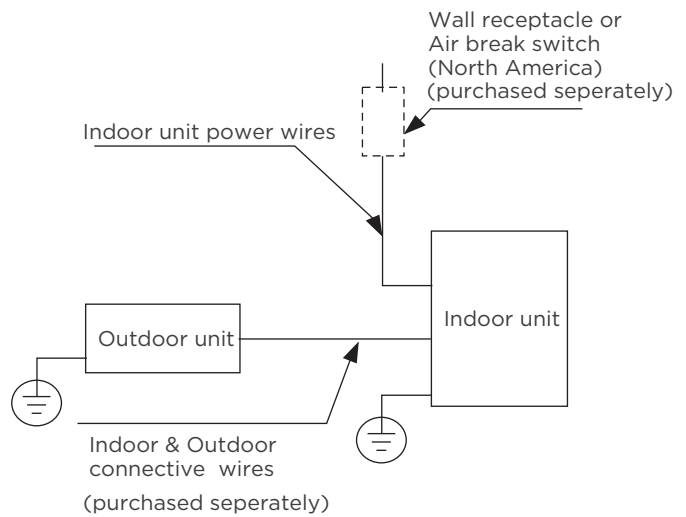 Wall receptacle or
Air break switch
(North America)
(purchased seperately)
Indoor unit power wires
Outdoor unit
Indoor unit
Indoor & Outdoor
connective wires
(purchased seperately)